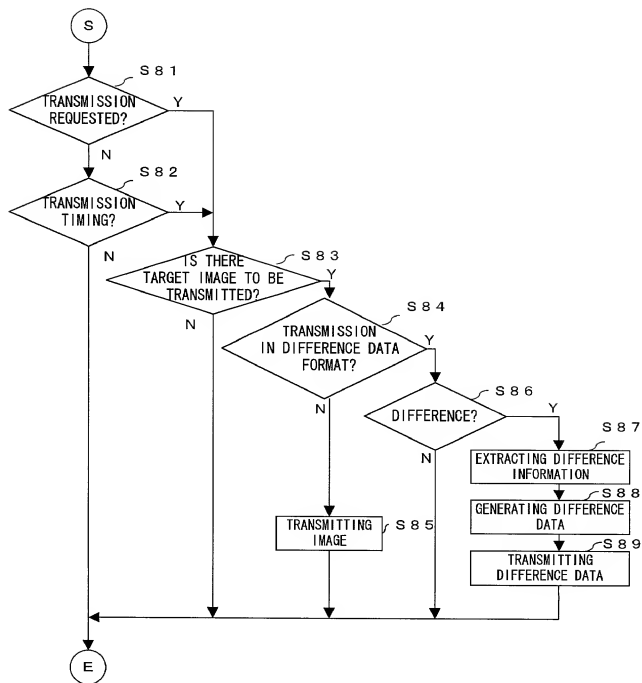 S
S81
TRANSMISSION
REQUESTED?
Y
N
S82
TRANSMISSION
TIMING?
Y
N
S83
IS THERE
TARGET IMAGE TO BE
TRANSMITTED?
Y
N
S84
TRANSMISSION
IN DIFFERENCE DATA
FORMAT?
Y
N
S86
DIFFERENCE?
Y
N
S87
EXTRACTING DIFFERENCE
INFORMATION
S88
GENERATING DIFFERENCE
DATA
S89
TRANSMITTING
DIFFERENCE DATA
S85
TRANSMITTING
IMAGE
E